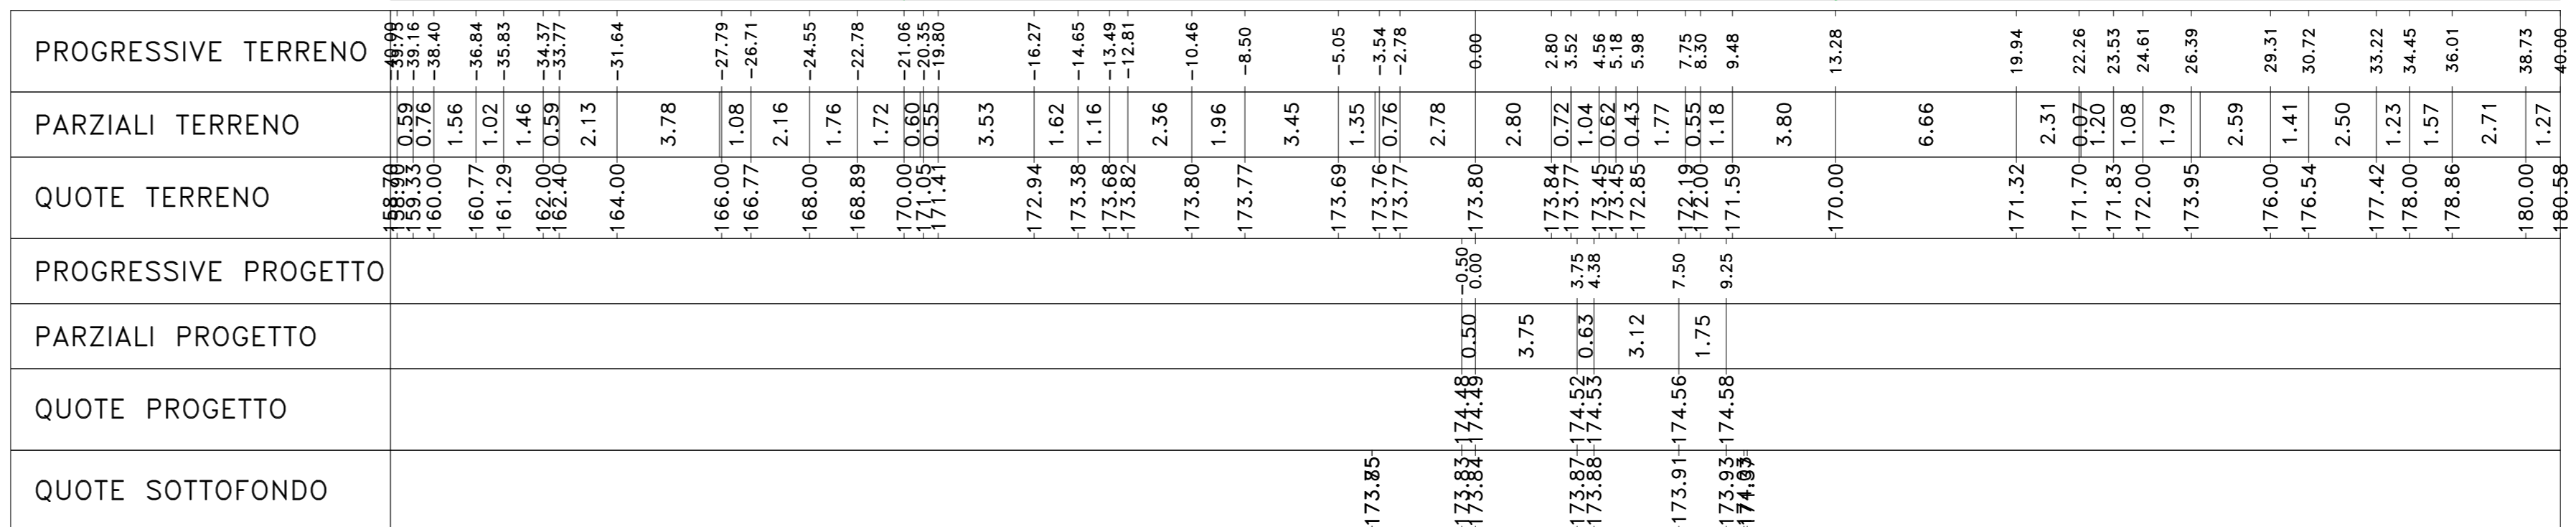 PROGRESSIVE TERRENO -40.00 -39.75 -39.16 -38.40 -36.84 -35.83 -34.37 -33.77 -31.64 -27.79 -26.71 -24.55 -22.78 -21.06 -20.35 -19.80 -16.27 -14.65 -13.49 -12.81 -10.46 -8.50 -5.05 -3.54 -2.78 0.00 2.80 3.52 4.56 5.18 5.98 7.75 8.30 9.48 13.28 19.94 22.26 23.53 24.61 26.39 29.31 30.72 33.22 34.45 36.01 38.73 40.00
PARZIALI TERRENO 0.59 0.76 1.56 1.02 1.46 0.59 2.13 3.78 1.08 2.16 1.76 1.72 0.60 0.55 3.53 1.62 1.16 2.36 1.96 3.45 1.35 0.76 2.78 2.80 0.72 1.04 0.62 0.43 1.77 0.55 1.18 3.80 6.66 2.31 0.07 1.20 1.08 1.79 2.59 1.41 2.50 1.23 1.57 2.71 1.27
QUOTE TERRENO 158.70 158.90 159.33 160.00 160.77 161.29 162.00 162.40 164.00 166.00 166.77 168.00 168.89 170.00 171.05 171.41 172.94 173.38 173.68 173.82 173.80 173.77 173.69 173.76 173.77 173.80 173.84 173.77 173.45 173.45 172.85 172.19 172.00 171.59 170.00 171.32 171.70 171.83 172.00 173.95 176.00 176.54 177.42 178.00 178.86 180.00 180.58
PROGRESSIVE PROGETTO -0.50 0.00 3.75 4.38 7.50 9.25
PARZIALI PROGETTO 0.50 3.75 0.63 3.12 1.75
QUOTE PROGETTO 174.48 174.49 174.52 174.53 174.56 174.58
QUOTE SOTTOFONDO 173.83 173.84 173.87 173.88 173.91 173.93